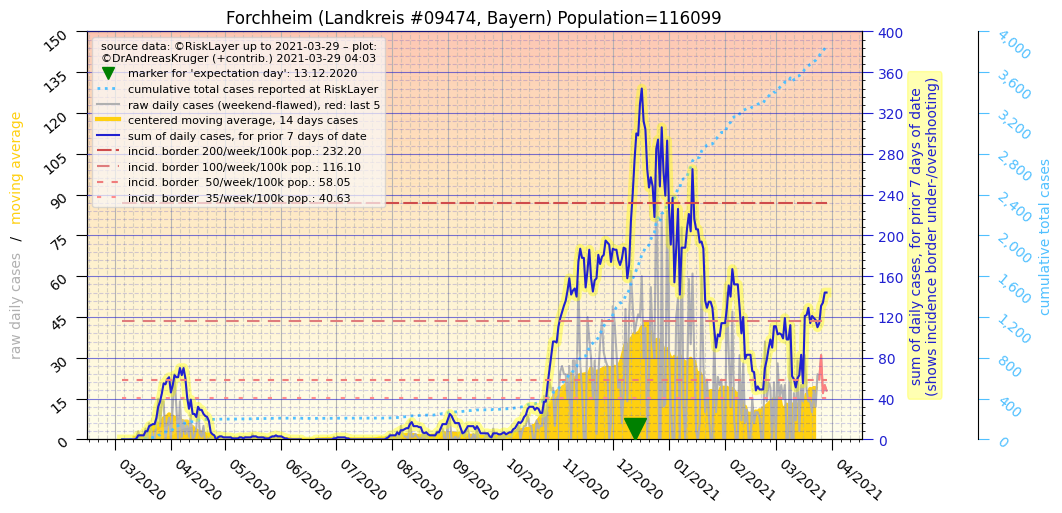 Forchheim (Landkreis #09474, Bayern) Population=116099
source data: ©RiskLayer up to 2021-03-29 – plot:
©DrAndreasKruger (+contrib.) 2021-03-29 04:03
marker for 'expectation day': 13.12.2020
cumulative total cases reported at RiskLayer
raw daily cases (weekend-flawed), red: last 5
centered moving average, 14 days cases
sum of daily cases, for prior 7 days of date
incid. border 200/week/100k pop.: 232.20
incid. border 100/week/100k pop.: 116.10
incid. border  50/week/100k pop.: 58.05
incid. border  35/week/100k pop.: 40.63
raw daily cases / moving average
150
135
120
105
90
75
60
45
30
15
0
03/2020
04/2020
05/2020
06/2020
07/2020
08/2020
09/2020
10/2020
11/2020
12/2020
01/2021
02/2021
03/2021
04/2021
400
360
320
280
240
200
160
120
80
40
0
sum of daily cases, for prior 7 days of date
(shows incidence border under-/overshooting)
4,000
3,600
3,200
2,800
2,400
2,000
1,600
1,200
800
400
0
cumulative total cases